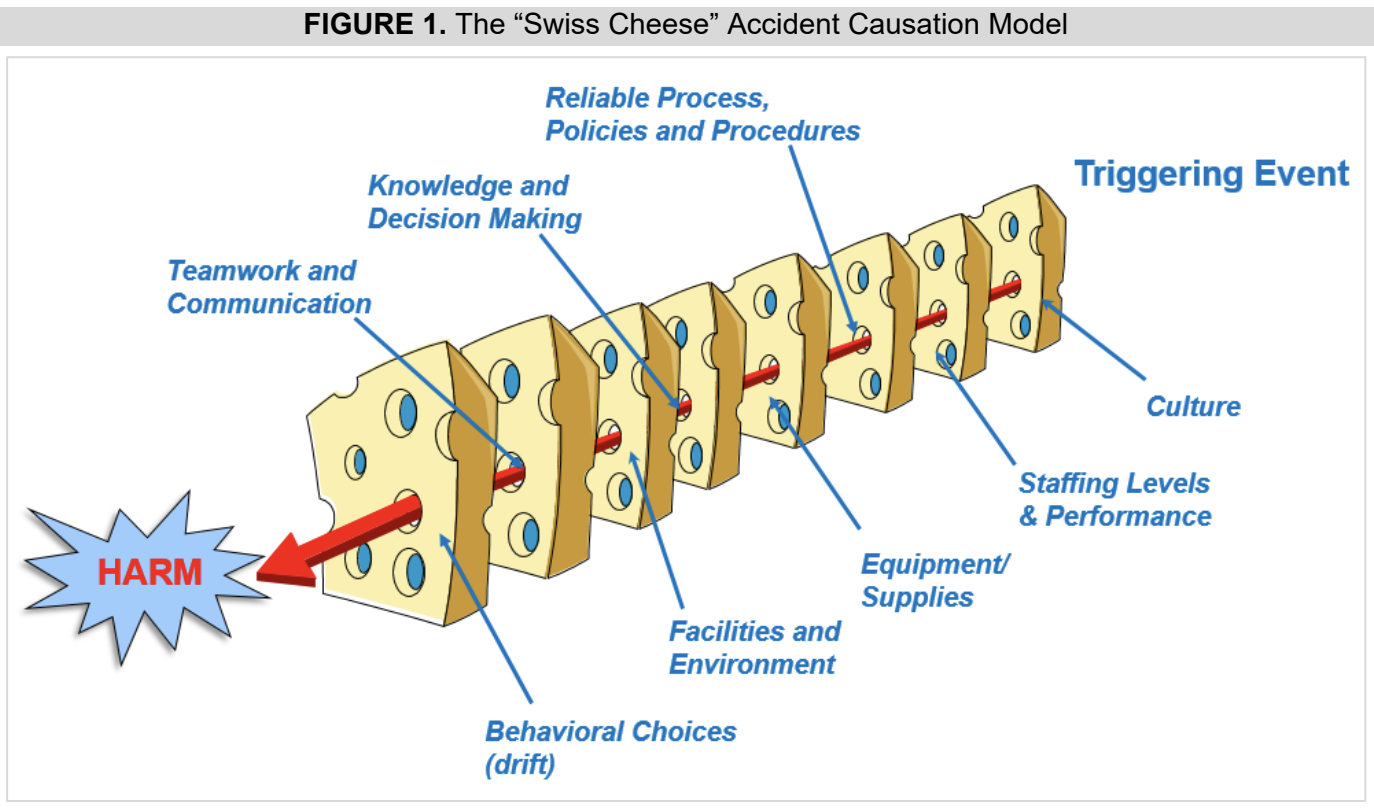 FIGURE 1. The “Swiss Cheese” Accident Causation Model
Reliable Process,
Policies and Procedures
Triggering Event
Knowledge and
Decision Making
Teamwork and
Communication
Culture
Staffing Levels
& Performance
Equipment/
Supplies
HARM
Facilities and
Environment
Behavioral Choices
(drift)